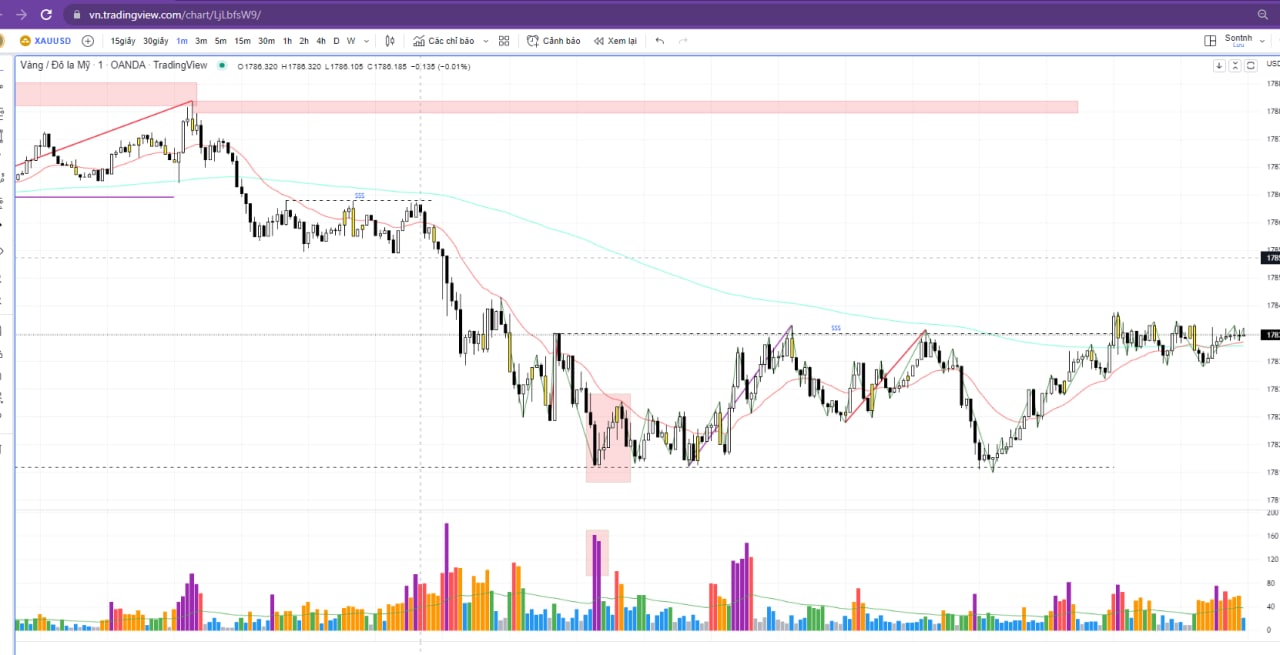 vn.tradingview.com/chart/LjLbfsW9/
XAUUSD 15giây 30giây 1m 3m 5m 15m 30m 1h 2h 4h D W Các chỉ báo Cảnh báo Xem lại Sontnh
Lưu
Vàng / Đô la Mỹ · 1 · OANDA · TradingView O1786.320 H1786.320 L1786.105 C1786.185 −0.135 (−0.01%)
$$$
$$$
200
160
120
80
40
0